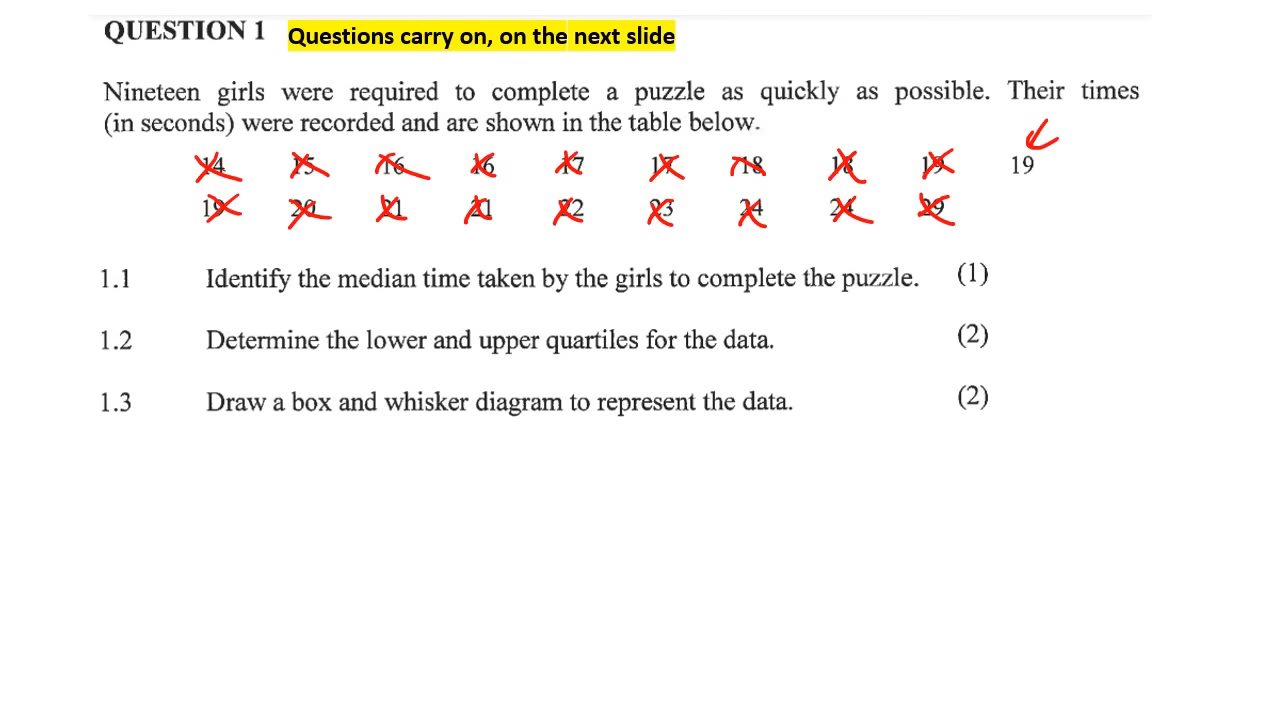 QUESTION 1 Questions carry on, on the next slide
Nineteen girls were required to complete a puzzle as quickly as possible. Their times
(in seconds) were recorded and are shown in the table below.
14 15 16 16 17 17 18 18 19 19
19 20 21 21 22 23 24 24 29
1.1 Identify the median time taken by the girls to complete the puzzle. (1)
1.2 Determine the lower and upper quartiles for the data. (2)
1.3 Draw a box and whisker diagram to represent the data. (2)